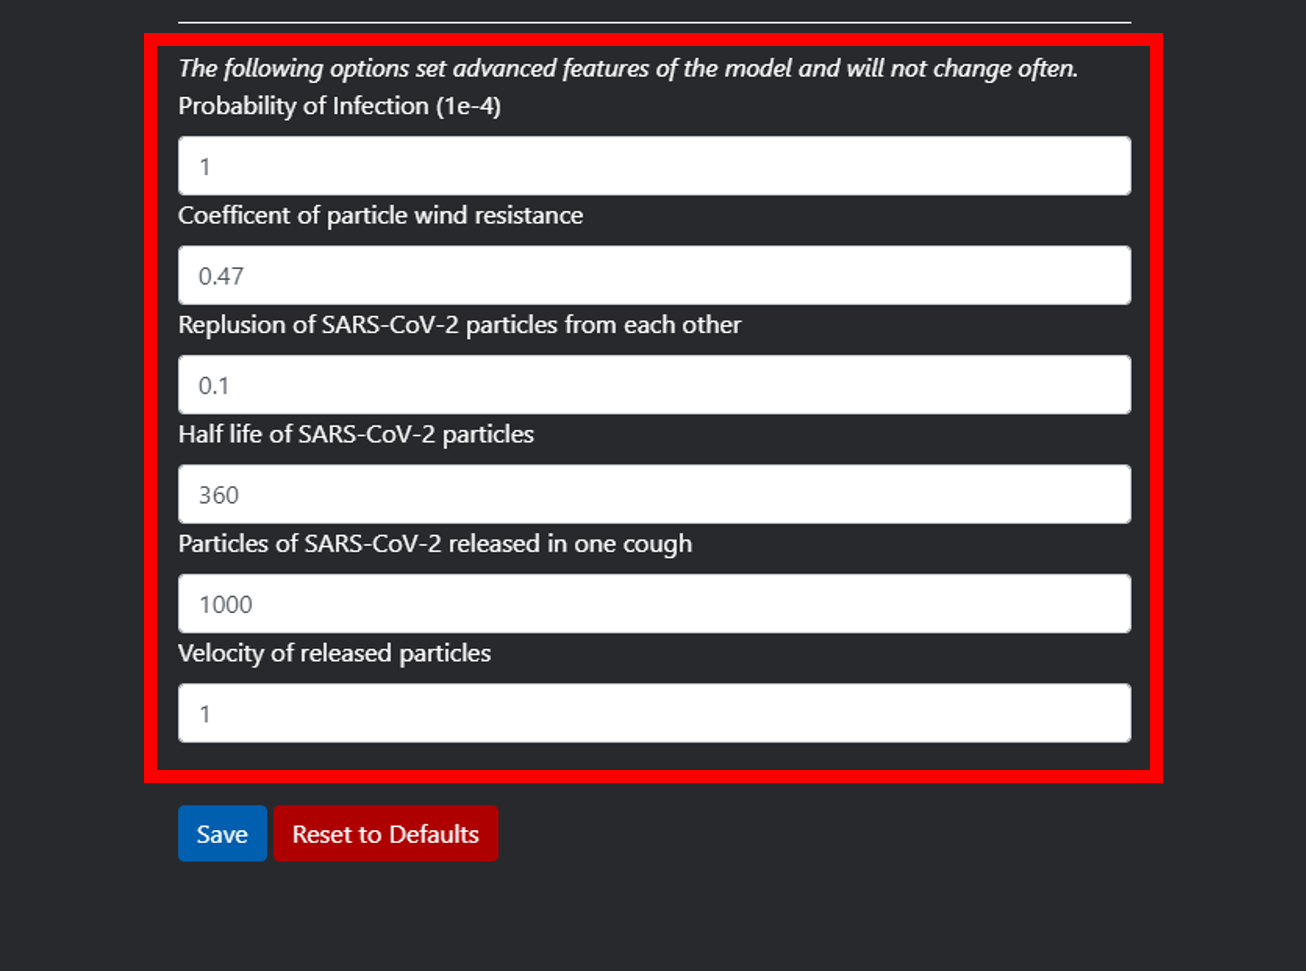 The following options set advanced features of the model and will not change often.
Probability of Infection (1e-4)
1
Coefficent of particle wind resistance
0.47
Replusion of SARS-CoV-2 particles from each other
0.1
Half life of SARS-CoV-2 particles
360
Particles of SARS-CoV-2 released in one cough
1000
Velocity of released particles
1
Save Reset to Defaults